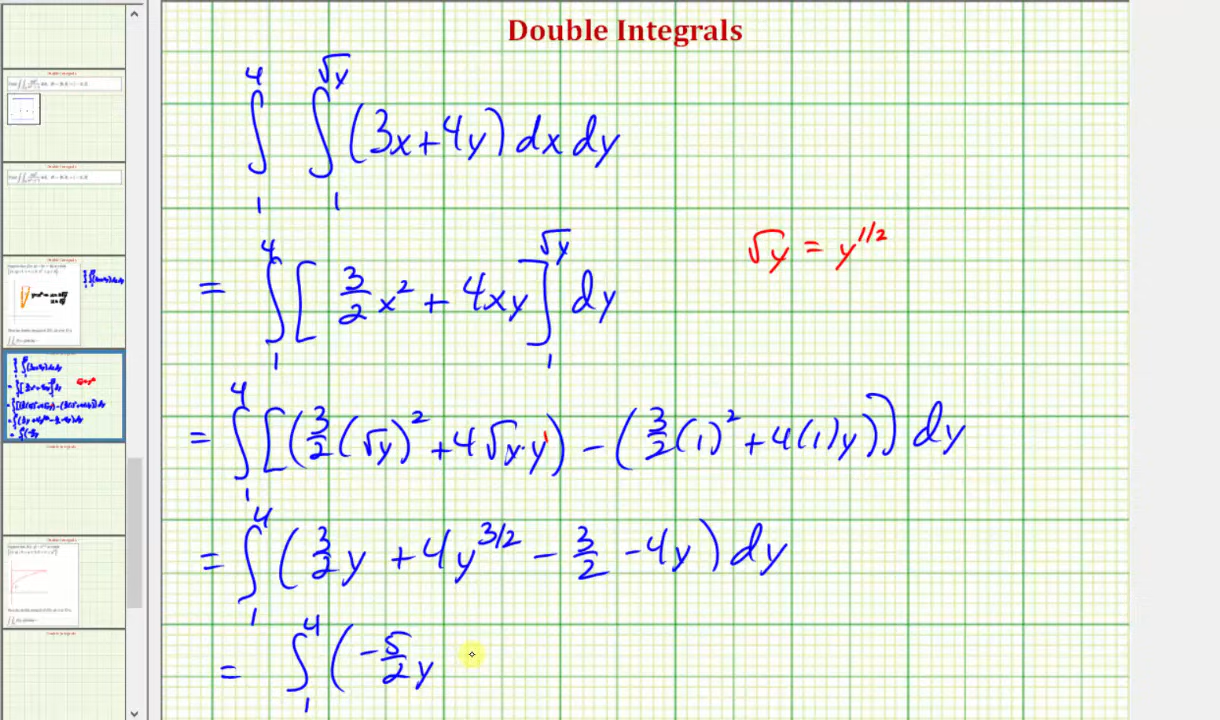 Double Integrals
∫₁⁴ ∫₁^√y (3x+4y) dx dy
√y = y^1/2
= ∫₁⁴ [ 3/2 x² + 4xy ]₁^√y dy
= ∫₁⁴ [(3/2 (√y)² + 4√y·y¹) − (3/2 (1)² + 4(1)y)] dy
= ∫₁⁴ (3/2 y + 4y^3/2 − 3/2 − 4y) dy
= ∫₁⁴ (−5/2 y